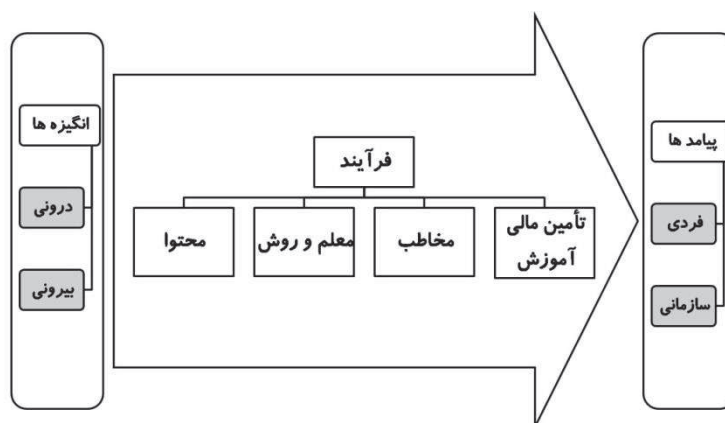 انگیزه ها
درونی
بیرونی
فرآیند
محتوا
معلم و روش
مخاطب
تأمین مالی
آموزش
پیامد ها
فردی
سازمانی